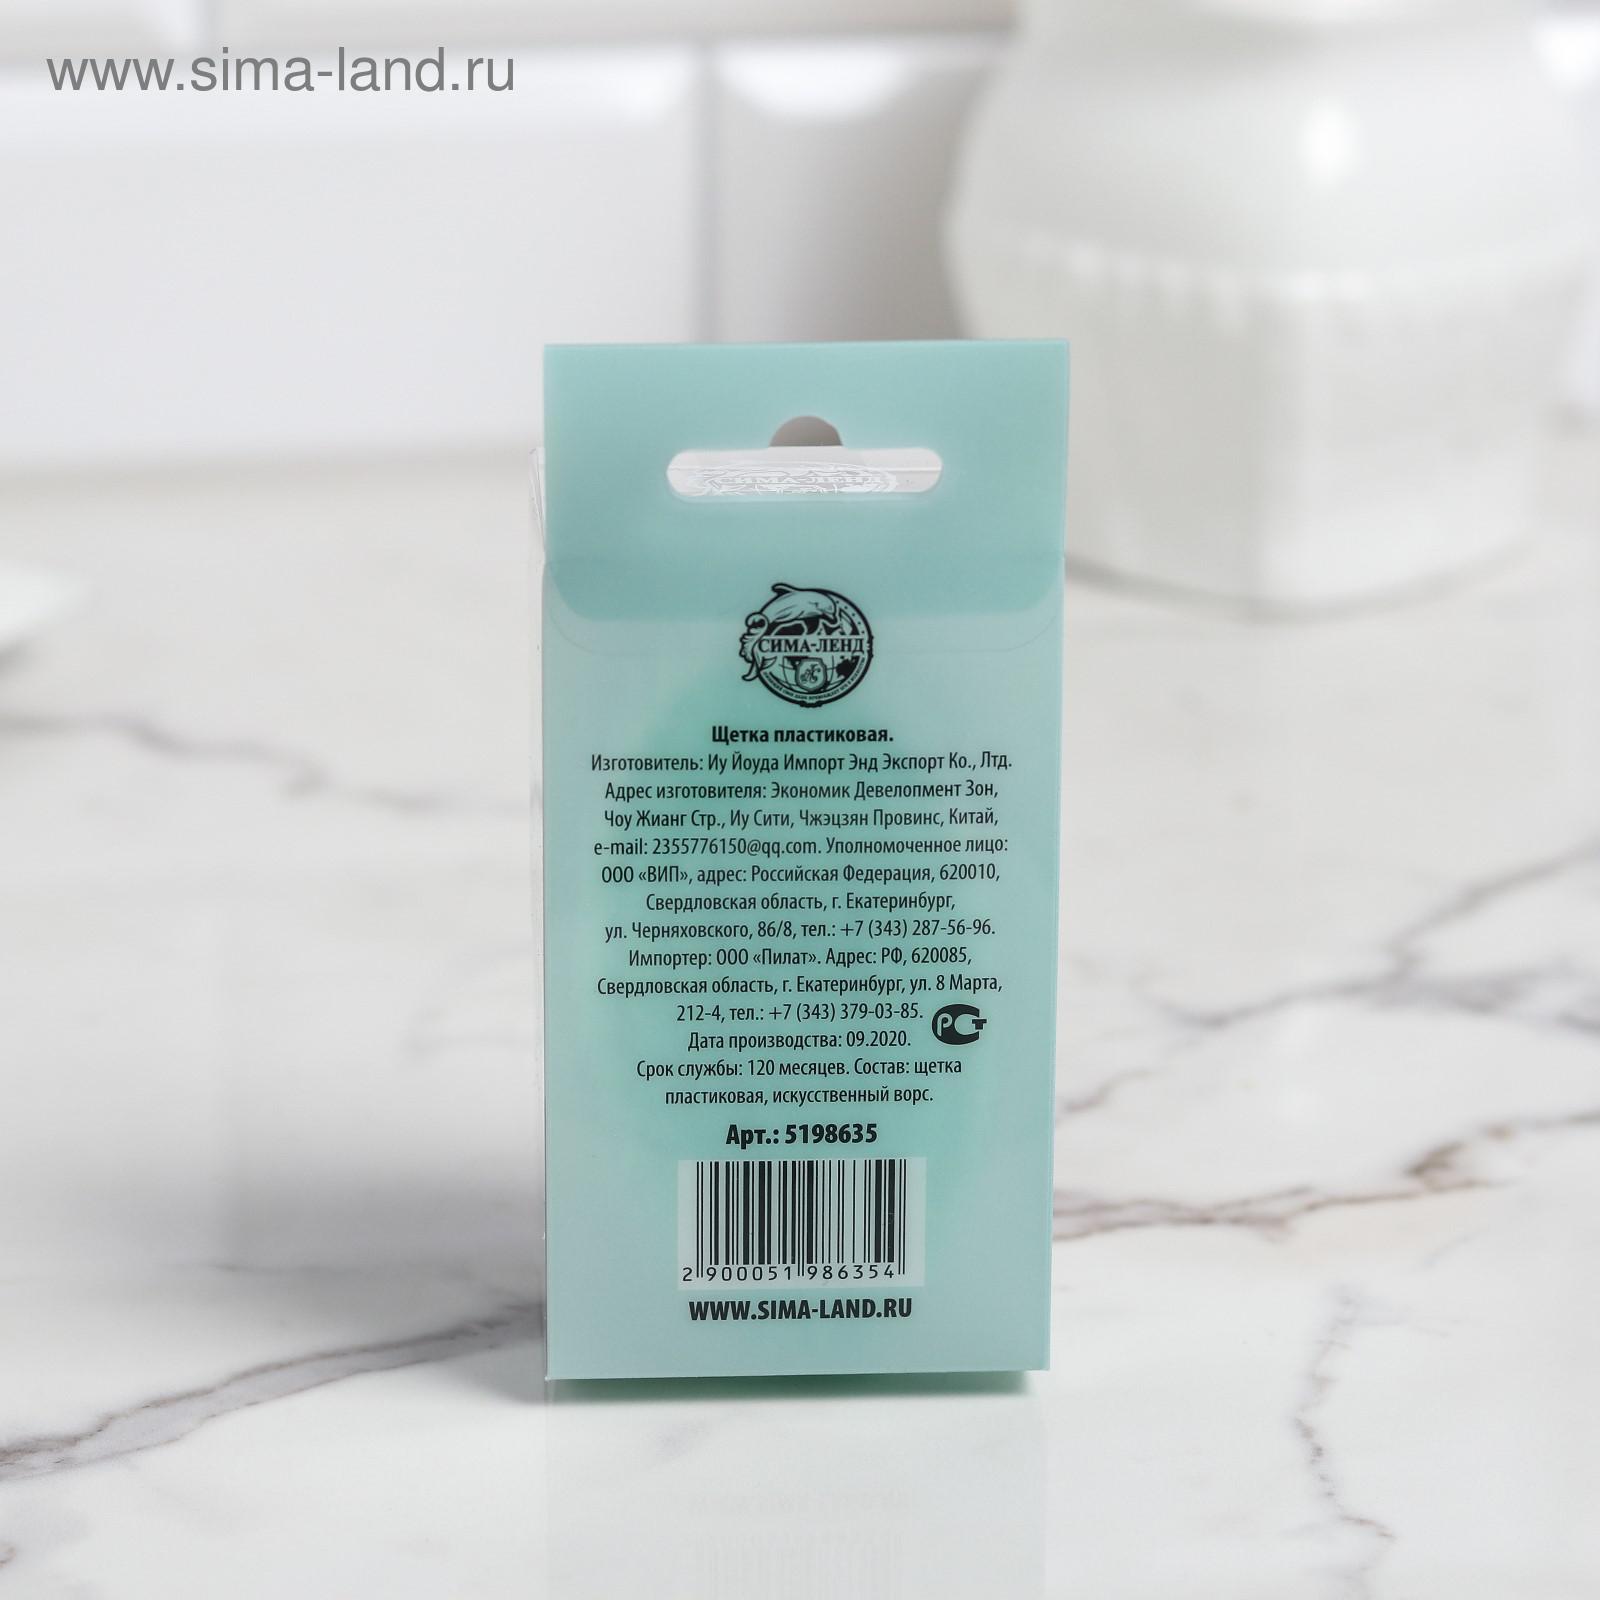 www.sima-land.ru
СИМА-ЛЕНД
СИМА-ЛЕНД
Щетка пластиковая.
Изготовитель: Иу Йоуда Импорт Энд Экспорт Ко., Лтд.
Адрес изготовителя: Экономик Девелопмент Зон,
Чоу Жианг Стр., Иу Сити, Чжэцзян Провинс, Китай,
e-mail: 2355776150@qq.com. Уполномоченное лицо:
ООО «ВИП», адрес: Российская Федерация, 620010,
Свердловская область, г. Екатеринбург,
ул. Черняховского, 86/8, тел.: +7 (343) 287-56-96.
Импортер: ООО «Пилат». Адрес: РФ, 620085,
Свердловская область, г. Екатеринбург, ул. 8 Марта,
212-4, тел.: +7 (343) 379-03-85.
РСТ
Дата производства: 09.2020.
Срок службы: 120 месяцев. Состав: щетка
пластиковая, искусственный ворс.
Арт.: 5198635
2 900051 986354
WWW.SIMA-LAND.RU